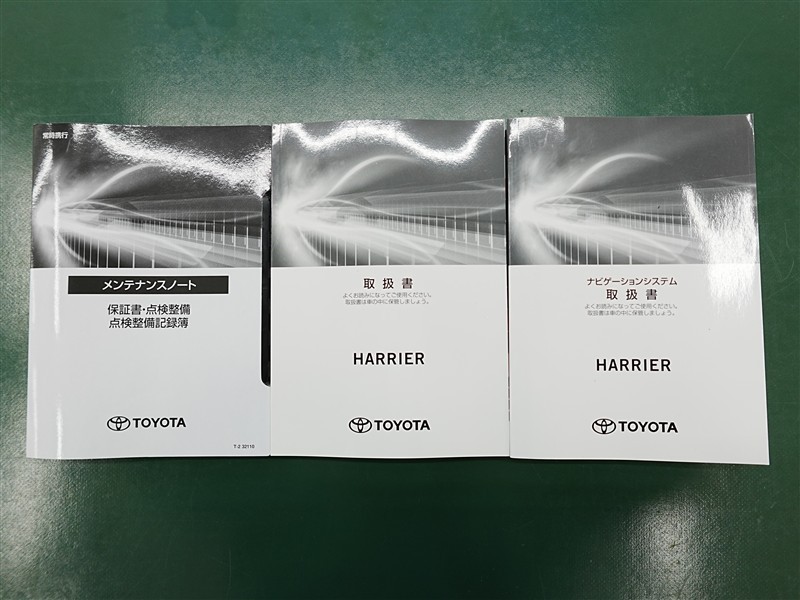 常時携行
メンテナンスノート
保証書・点検整備
点検整備記録簿
TOYOTA
T-2 32110
取扱書
よくお読みになってご使用ください。
取扱書は車の中に保管しましょう。
HARRIER
TOYOTA
ナビゲーションシステム
取扱書
よくお読みになってご使用ください。
取扱書は車の中に保管しましょう。
HARRIER
TOYOTA